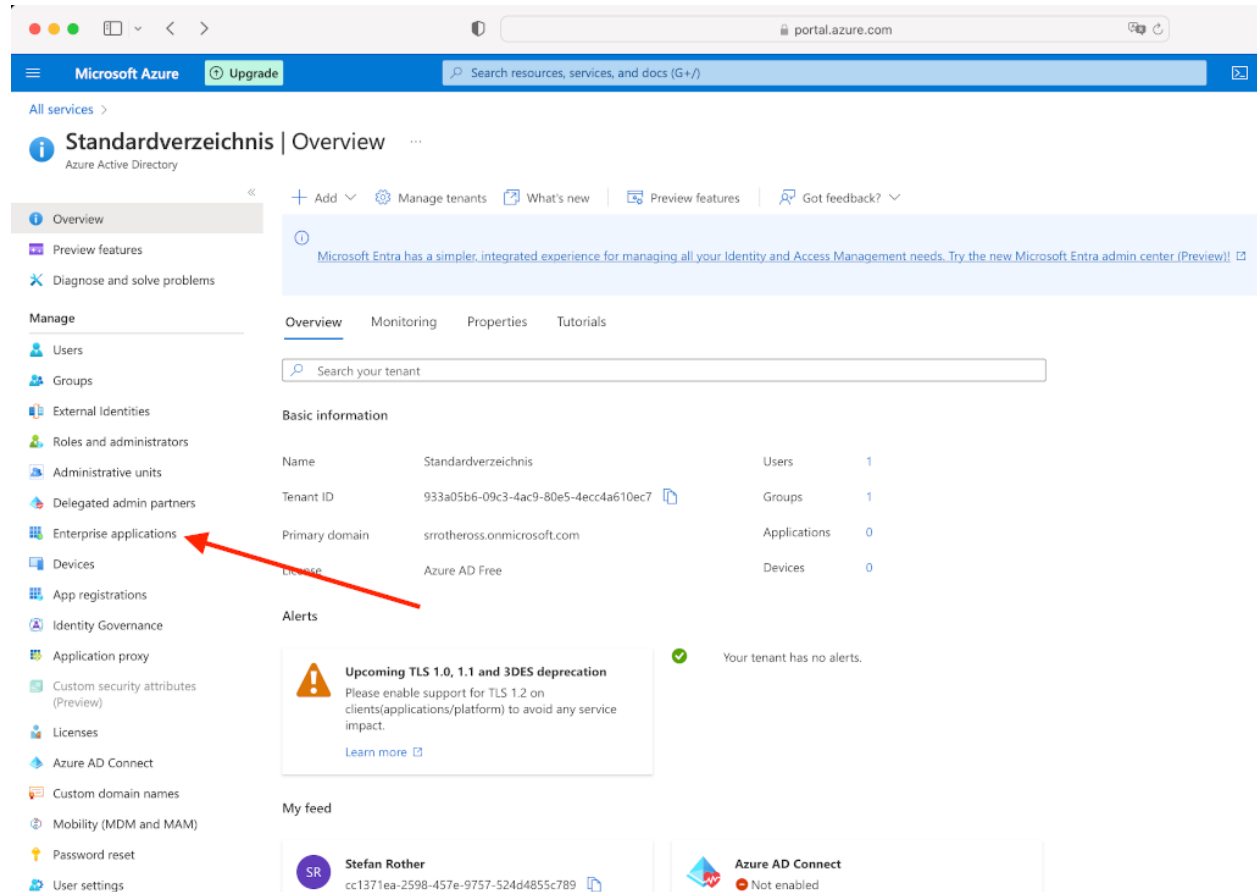 portal.azure.com
Microsoft Azure
Upgrade
Search resources, services, and docs (G+/)
All services >
Standardverzeichnis | Overview ...
Azure Active Directory
«
Add
Manage tenants
What's new
Preview features
Got feedback?
Overview
Preview features
Diagnose and solve problems
Manage
Users
Groups
External Identities
Roles and administrators
Administrative units
Delegated admin partners
Enterprise applications
Devices
App registrations
Identity Governance
Application proxy
Custom security attributes
(Preview)
Licenses
Azure AD Connect
Custom domain names
Mobility (MDM and MAM)
Password reset
User settings
Microsoft Entra has a simpler, integrated experience for managing all your Identity and Access Management needs. Try the new Microsoft Entra admin center (Preview)!
Overview Monitoring Properties Tutorials
Search your tenant
Basic information
Name Standardverzeichnis Users 1
Tenant ID 933a05b6-09c3-4ac9-80e5-4ecc4a610ec7 Groups 1
Primary domain srrotheross.onmicrosoft.com Applications 0
License Azure AD Free Devices 0
Alerts
Upcoming TLS 1.0, 1.1 and 3DES deprecation
Please enable support for TLS 1.2 on
clients(applications/platform) to avoid any service
impact.
Learn more
Your tenant has no alerts.
My feed
SR
Stefan Rother
cc1371ea-2598-457e-9757-524d4855c789
Azure AD Connect
Not enabled